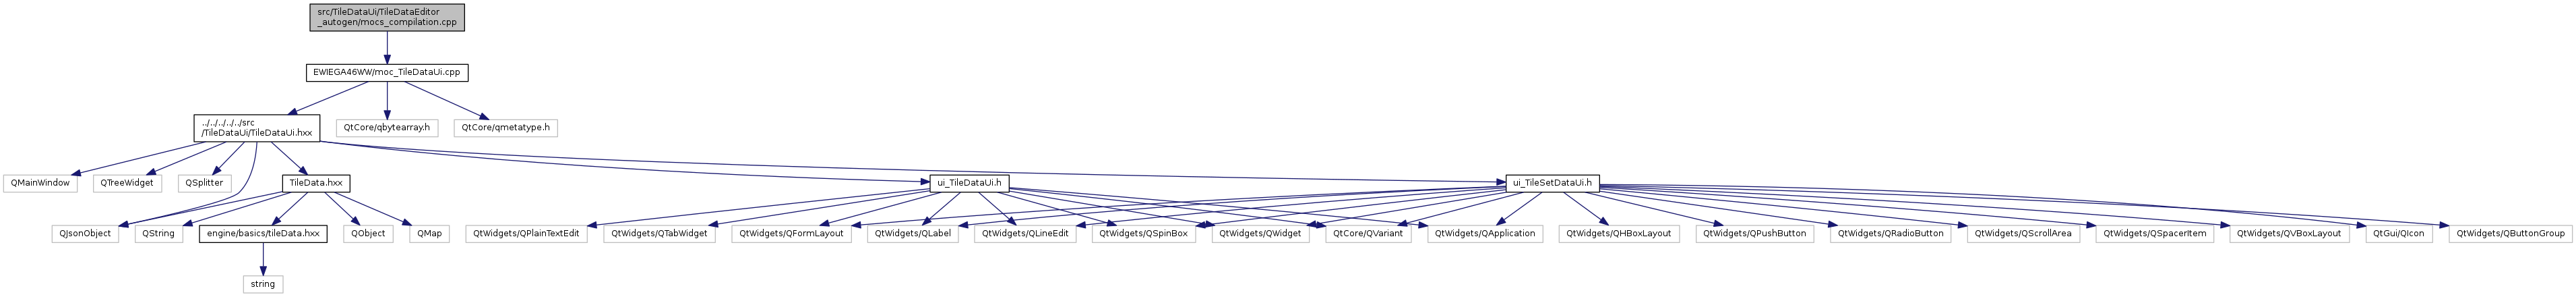 src/TileDataUi/TileDataEditor
_autogen/mocs_compilation.cpp
EWIEGA46WW/moc_TileDataUi.cpp
../../../../../src
/TileDataUi/TileDataUi.hxx
QtCore/qbytearray.h
QtCore/qmetatype.h
QMainWindow
QTreeWidget
QSplitter
TileData.hxx
ui_TileDataUi.h
ui_TileSetDataUi.h
QJsonObject
QString
engine/basics/tileData.hxx
QObject
QMap
QtWidgets/QPlainTextEdit
QtWidgets/QTabWidget
QtWidgets/QFormLayout
QtWidgets/QLabel
QtWidgets/QLineEdit
QtWidgets/QSpinBox
QtWidgets/QWidget
QtCore/QVariant
QtWidgets/QApplication
QtWidgets/QHBoxLayout
QtWidgets/QPushButton
QtWidgets/QRadioButton
QtWidgets/QScrollArea
QtWidgets/QSpacerItem
QtWidgets/QVBoxLayout
QtGui/QIcon
QtWidgets/QButtonGroup
string